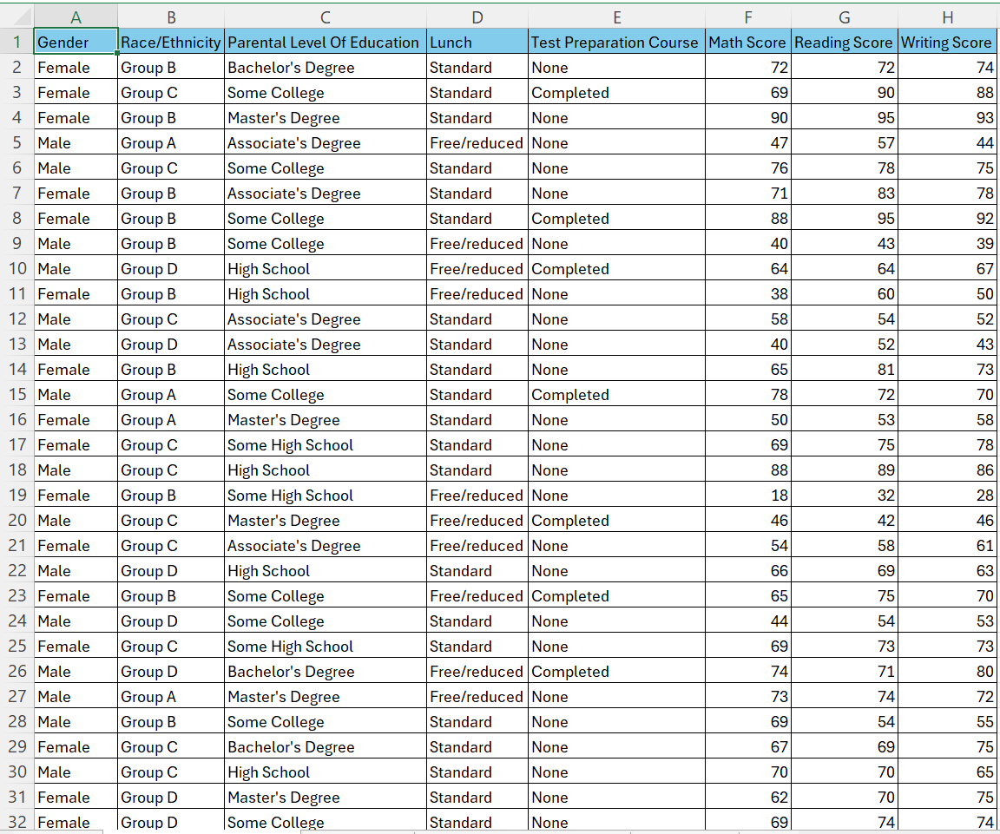 A B C D E F G H
1 Gender Race/Ethnicity Parental Level Of Education Lunch Test Preparation Course Math Score Reading Score Writing Score
2 Female Group B Bachelor's Degree Standard None 72 72 74
3 Female Group C Some College Standard Completed 69 90 88
4 Female Group B Master's Degree Standard None 90 95 93
5 Male Group A Associate's Degree Free/reduced None 47 57 44
6 Male Group C Some College Standard None 76 78 75
7 Female Group B Associate's Degree Standard None 71 83 78
8 Female Group B Some College Standard Completed 88 95 92
9 Male Group B Some College Free/reduced None 40 43 39
10 Male Group D High School Free/reduced Completed 64 64 67
11 Female Group B High School Free/reduced None 38 60 50
12 Male Group C Associate's Degree Standard None 58 54 52
13 Male Group D Associate's Degree Standard None 40 52 43
14 Female Group B High School Standard None 65 81 73
15 Male Group A Some College Standard Completed 78 72 70
16 Female Group A Master's Degree Standard None 50 53 58
17 Female Group C Some High School Standard None 69 75 78
18 Male Group C High School Standard None 88 89 86
19 Female Group B Some High School Free/reduced None 18 32 28
20 Male Group C Master's Degree Free/reduced Completed 46 42 46
21 Female Group C Associate's Degree Free/reduced None 54 58 61
22 Male Group D High School Standard None 66 69 63
23 Female Group B Some College Free/reduced Completed 65 75 70
24 Male Group D Some College Standard None 44 54 53
25 Female Group C Some High School Standard None 69 73 73
26 Male Group D Bachelor's Degree Free/reduced Completed 74 71 80
27 Male Group A Master's Degree Free/reduced None 73 74 72
28 Male Group B Some College Standard None 69 54 55
29 Female Group C Bachelor's Degree Standard None 67 69 75
30 Male Group C High School Standard None 70 70 65
31 Female Group D Master's Degree Standard None 62 70 75
32 Female Group D Some College Standard None 69 74 74